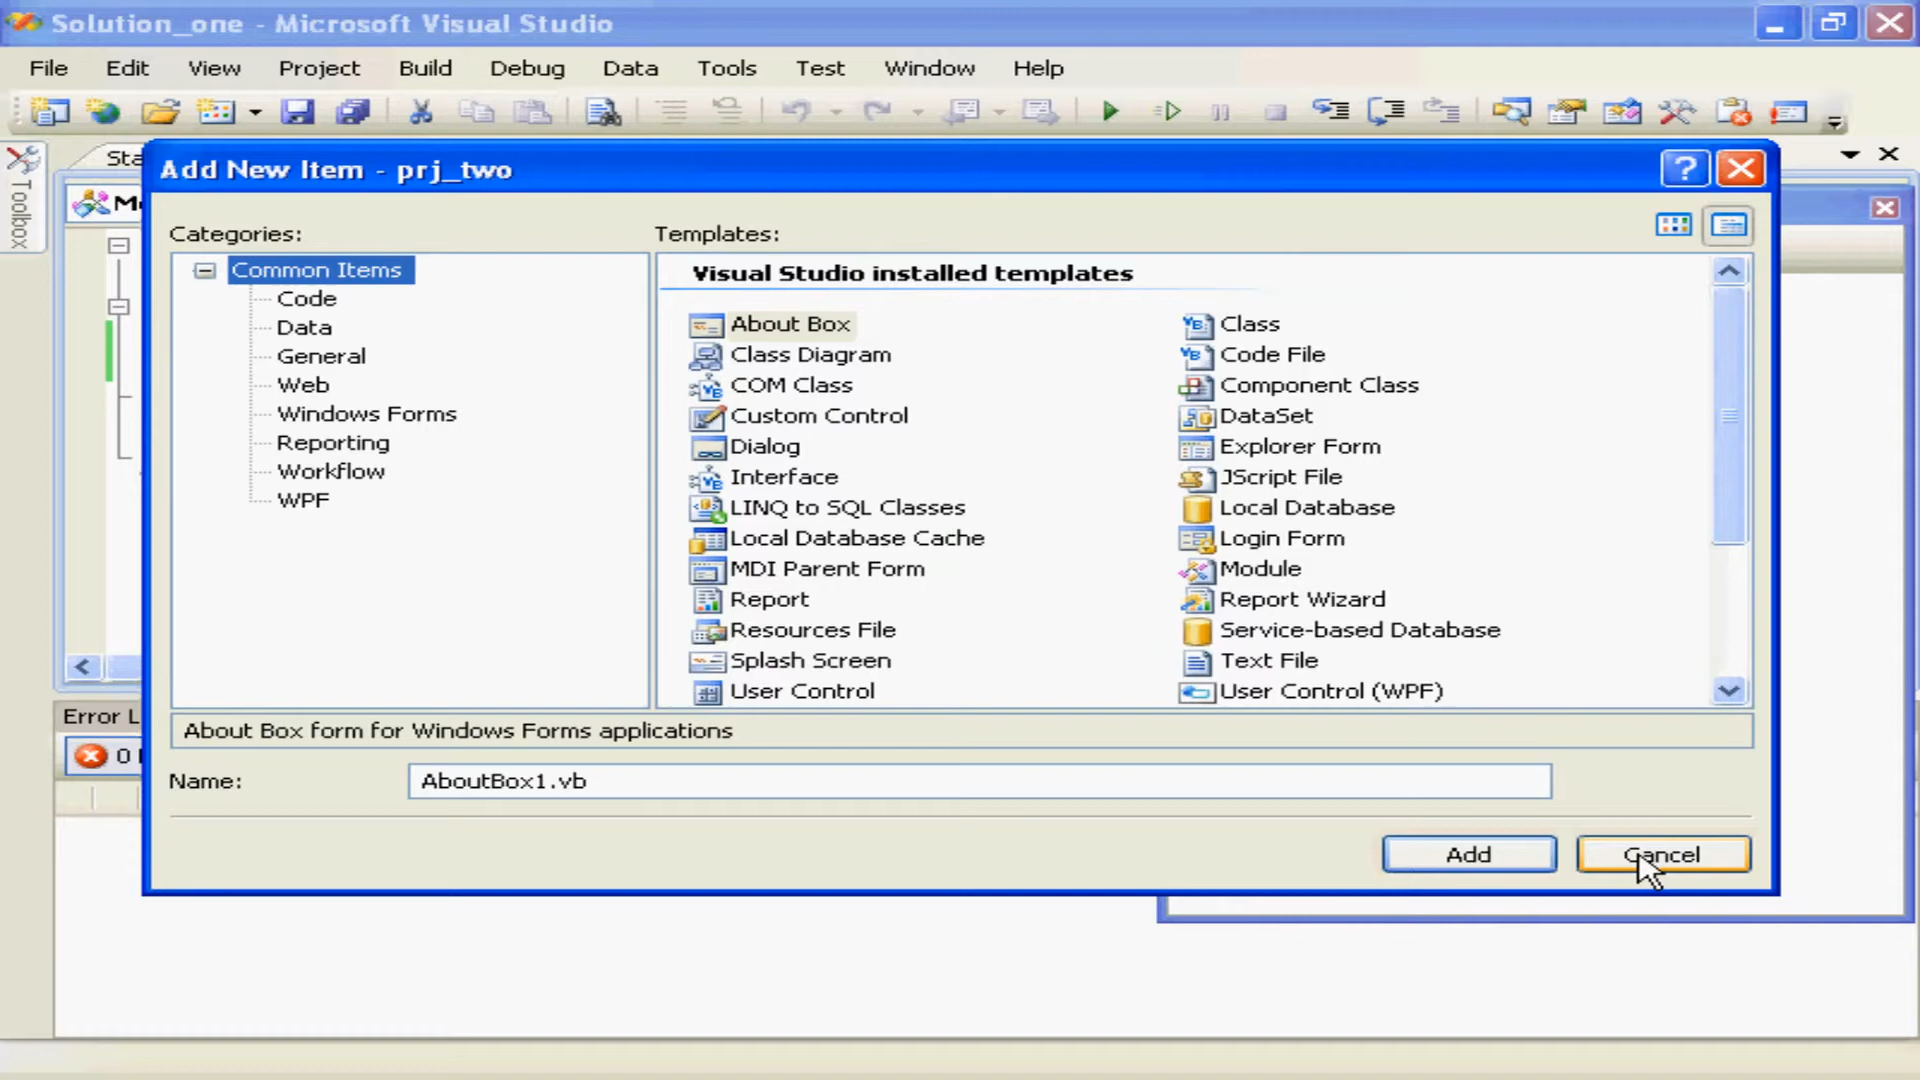 Solution_one - Microsoft Visual Studio
File Edit View Project Build Debug Data Tools Test Window Help
Toolbox
Add New Item - prj_two
Categories:
Common Items
Code
Data
General
Web
Windows Forms
Reporting
Workflow
WPF
Templates:
Visual Studio installed templates
About Box Class
Class Diagram Code File
COM Class Component Class
Custom Control DataSet
Dialog Explorer Form
Interface JScript File
LINQ to SQL Classes Local Database
Local Database Cache Login Form
MDI Parent Form Module
Report Report Wizard
Resources File Service-based Database
Splash Screen Text File
User Control User Control (WPF)
About Box form for Windows Forms applications
Name: AboutBox1.vb
Add Cancel
Error L
0